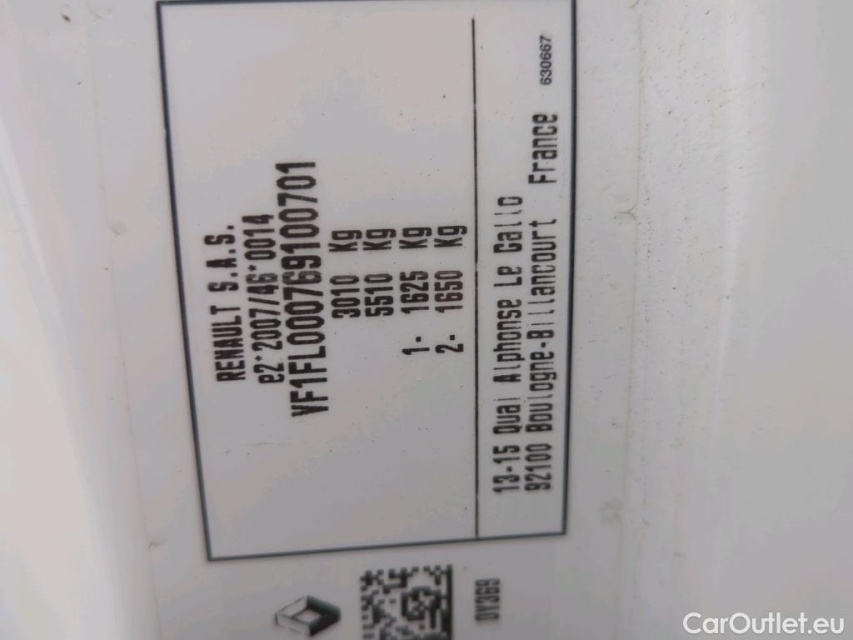 RENAULT S.A.S.
e2*2007/46*0014
VF1FL000769100701
3010 Kg
5510 Kg
1- 1625 Kg
2- 1650 Kg
13-15 Quai Alphonse Le Gallo
92100 Boulogne-Billancourt France
630667
0Y369
CarOutlet.eu